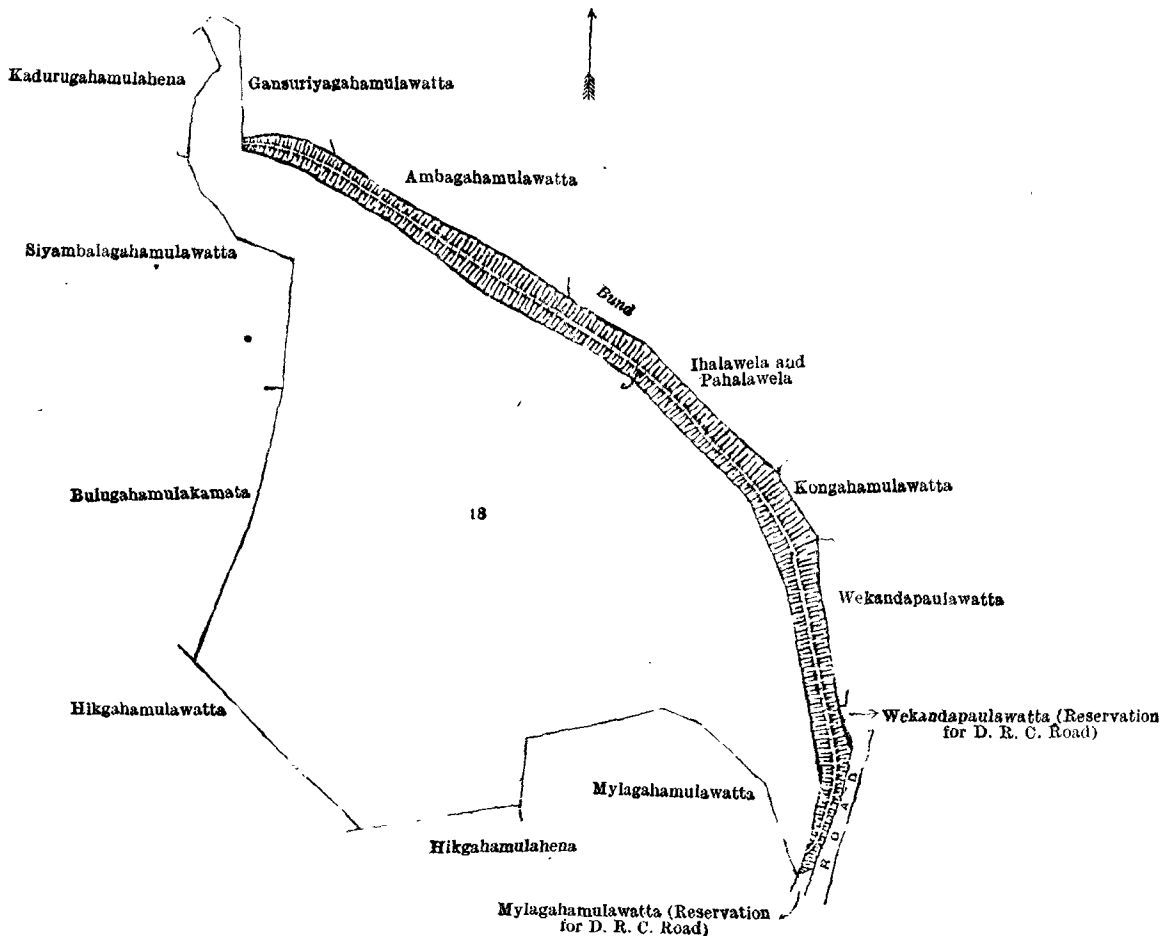 Kadurugahamulahena
Gansuriyagahamulawatta
Ambagahamulawatta
Siyambalagahamulawatta
Bund
Ihalawela and
Pahalawela
Bulugahamulakamata
18
Kongahamulawatta
Wekandapaulawatta
Hikgahamulawatta
Wekandapaulawatta (Reservation
for D. R. C. Road)
Mylagahamulawatta
ROAD
Hikgahamulahena
Mylagahamulawatta (Reservation
for D. R. C. Road)